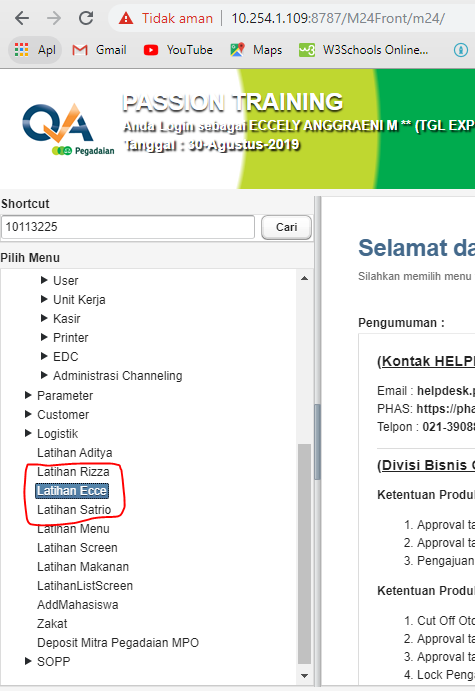 Tidak aman | 10.254.1.109:8787/M24Front/m24/
Apl Gmail YouTube Maps W3Schools Online...
QA Pegadaian
PASSION TRAINING
Anda Login sebagai ECCELY ANGGRAENI M ** (TGL EXP
Tanggal : 30-Agustus-2019
Shortcut
10113225 Cari
Pilih Menu
User
Unit Kerja
Kasir
Printer
EDC
Administrasi Channeling
Parameter
Customer
Logistik
Latihan Aditya
Latihan Rizza
Latihan Ecce
Latihan Satrio
Latihan Menu
Latihan Screen
Latihan Makanan
LatihanListScreen
AddMahasiswa
Zakat
Deposit Mitra Pegadaian MPO
SOPP
Selamat da
Silahkan memilih menu
Pengumuman :
(Kontak HELP
Email : helpdesk.p
PHAS: https://pha
Telpon : 021-3908
(Divisi Bisnis
Ketentuan Produ
1. Approval ta
2. Approval ta
3. Pengajuan
Ketentuan Produ
1. Cut Off Oto
2. Approval ta
3. Approval ta
4. Lock Peng